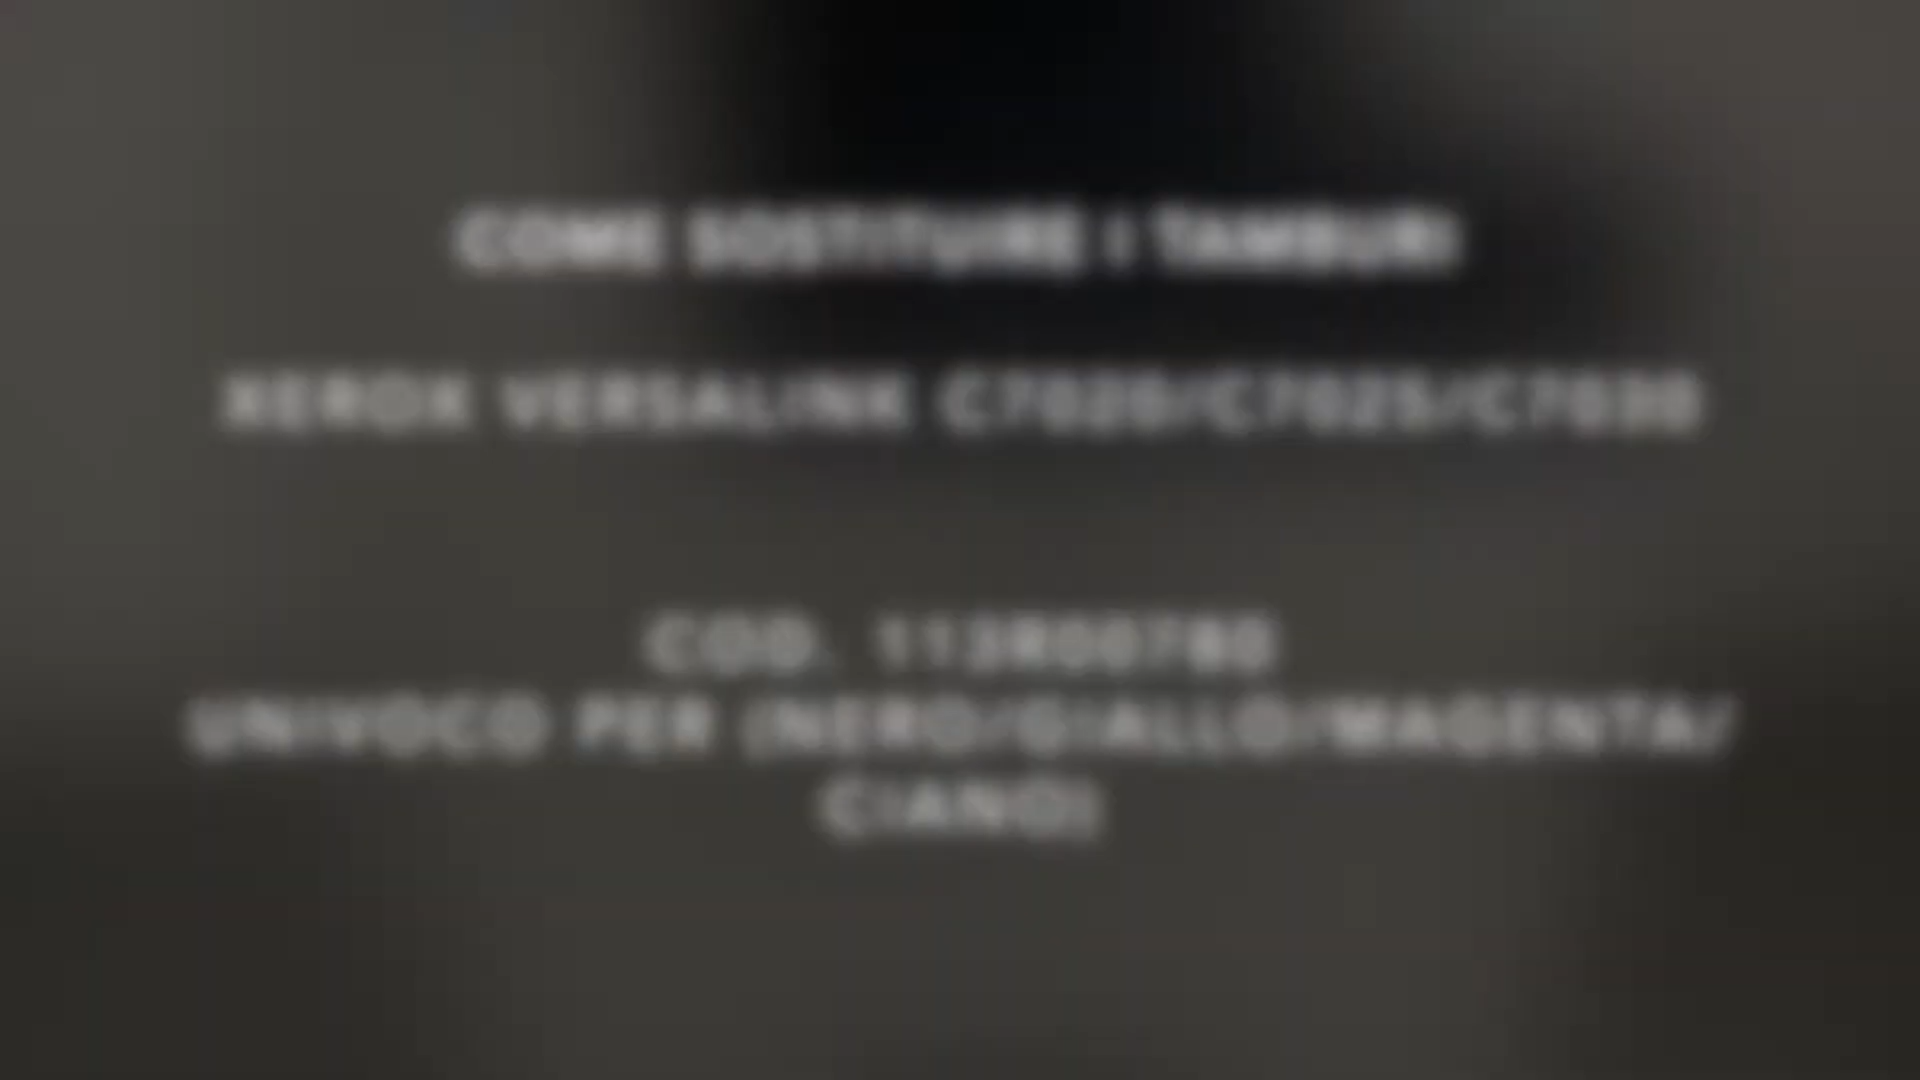 COME SOSTITUIRE I TAMBURI
XEROX VERSALINK C7020/C7025/C7030
COD. 113R00780
UNIVOCO PER (NERO/GIALLO/MAGENTA/
CIANO)